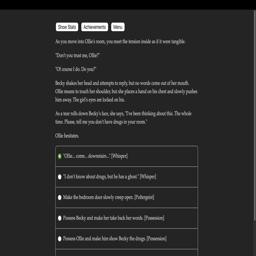 Show Stats Achievements Menu
As you move into Ollie's room, you meet the tension inside as if it were tangible.
"Don't you trust me, Ollie?"
"Of course I do. Do you?"
Becky shakes her head and attempts to reply, but no words come out of her mouth.
Ollie means to touch her shoulder, but she places a hand on his chest and slowly pushes
him away. The girl's eyes are locked on his.
As a tear rolls down Becky's face, she says, "I've been thinking about this. The whole
time. Please, tell me you don't have drugs in your room."
Ollie hesitates.
"Ollie... come... downstairs..." [Whisper]
"I don't know about drugs, but he has a ghost." [Whisper]
Make the bedroom door slowly creep open. [Poltergeist]
Possess Becky and make her take back her words. [Possession]
Possess Ollie and make him show Becky the drugs. [Possession]